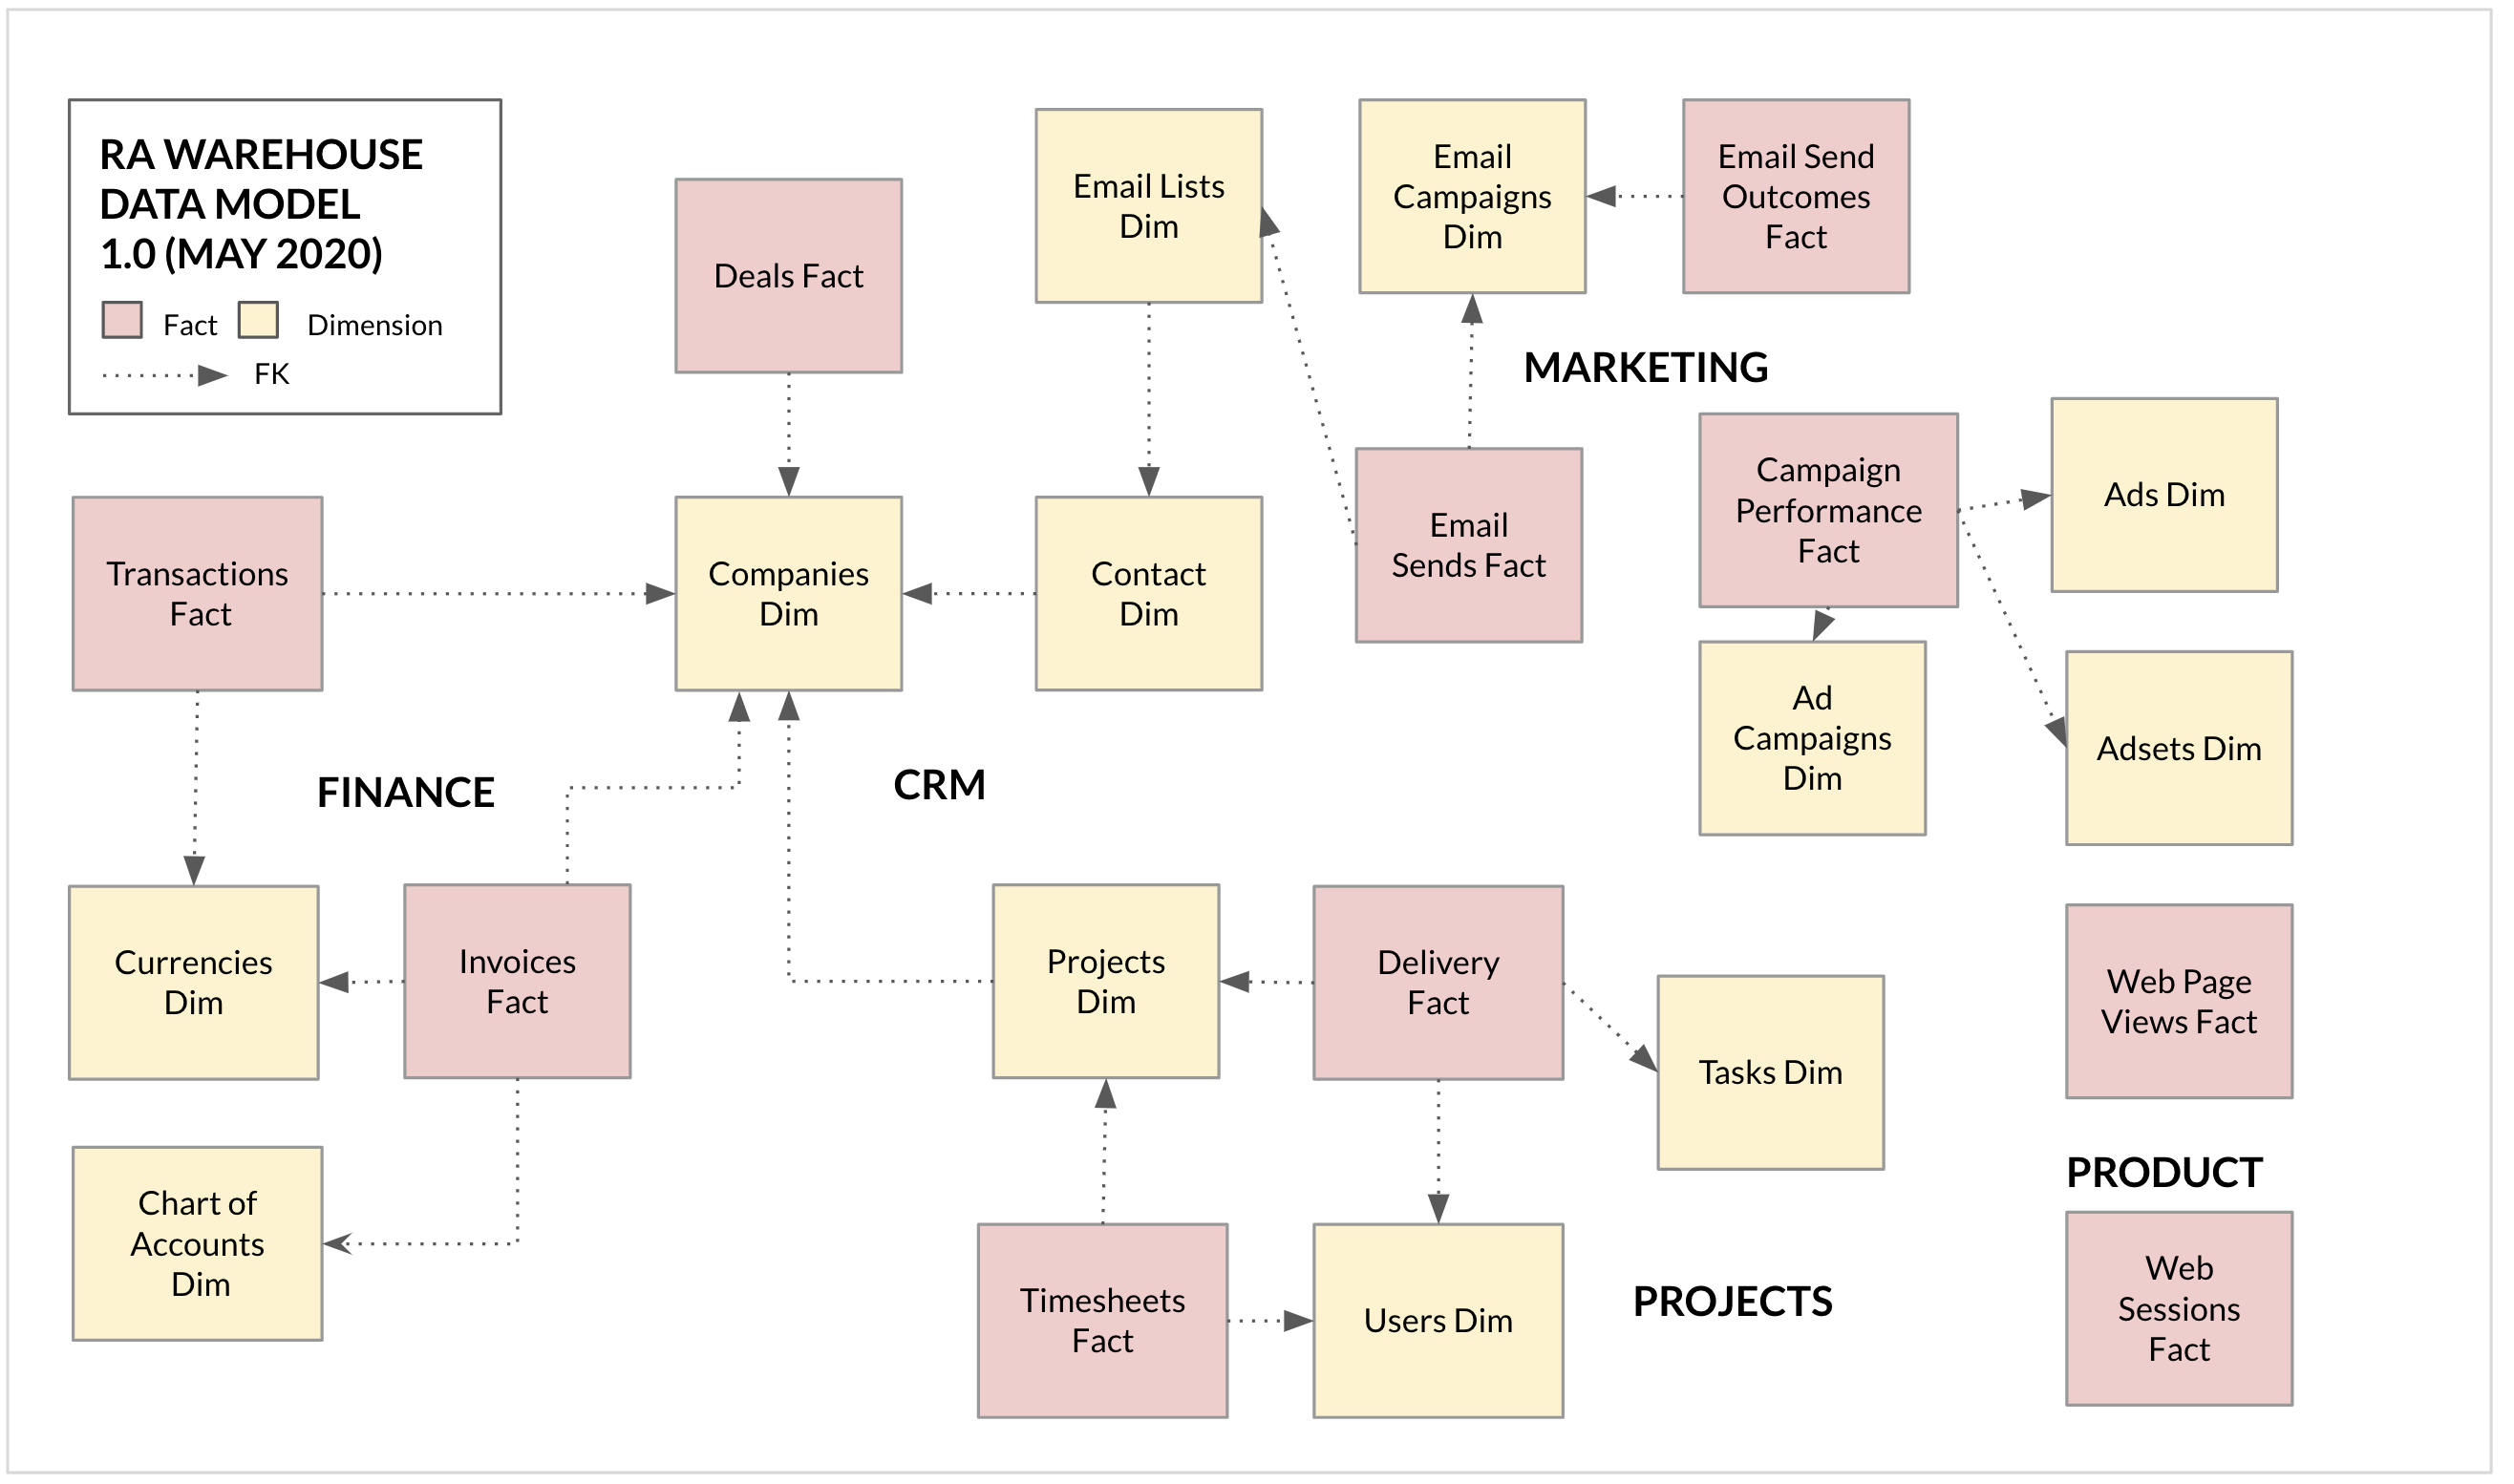 RA WAREHOUSE
DATA MODEL
1.0 (MAY 2020)
Fact
Dimension
FK
Deals Fact
Email Lists
Dim
Email
Campaigns
Dim
Email Send
Outcomes
Fact
MARKETING
Transactions
Fact
Companies
Dim
Contact
Dim
Email
Sends Fact
Campaign
Performance
Fact
Ads Dim
Ad
Campaigns
Dim
Adsets Dim
FINANCE
CRM
Currencies
Dim
Invoices
Fact
Projects
Dim
Delivery
Fact
Tasks Dim
Web Page
Views Fact
Chart of
Accounts
Dim
Timesheets
Fact
Users Dim
PROJECTS
PRODUCT
Web
Sessions
Fact